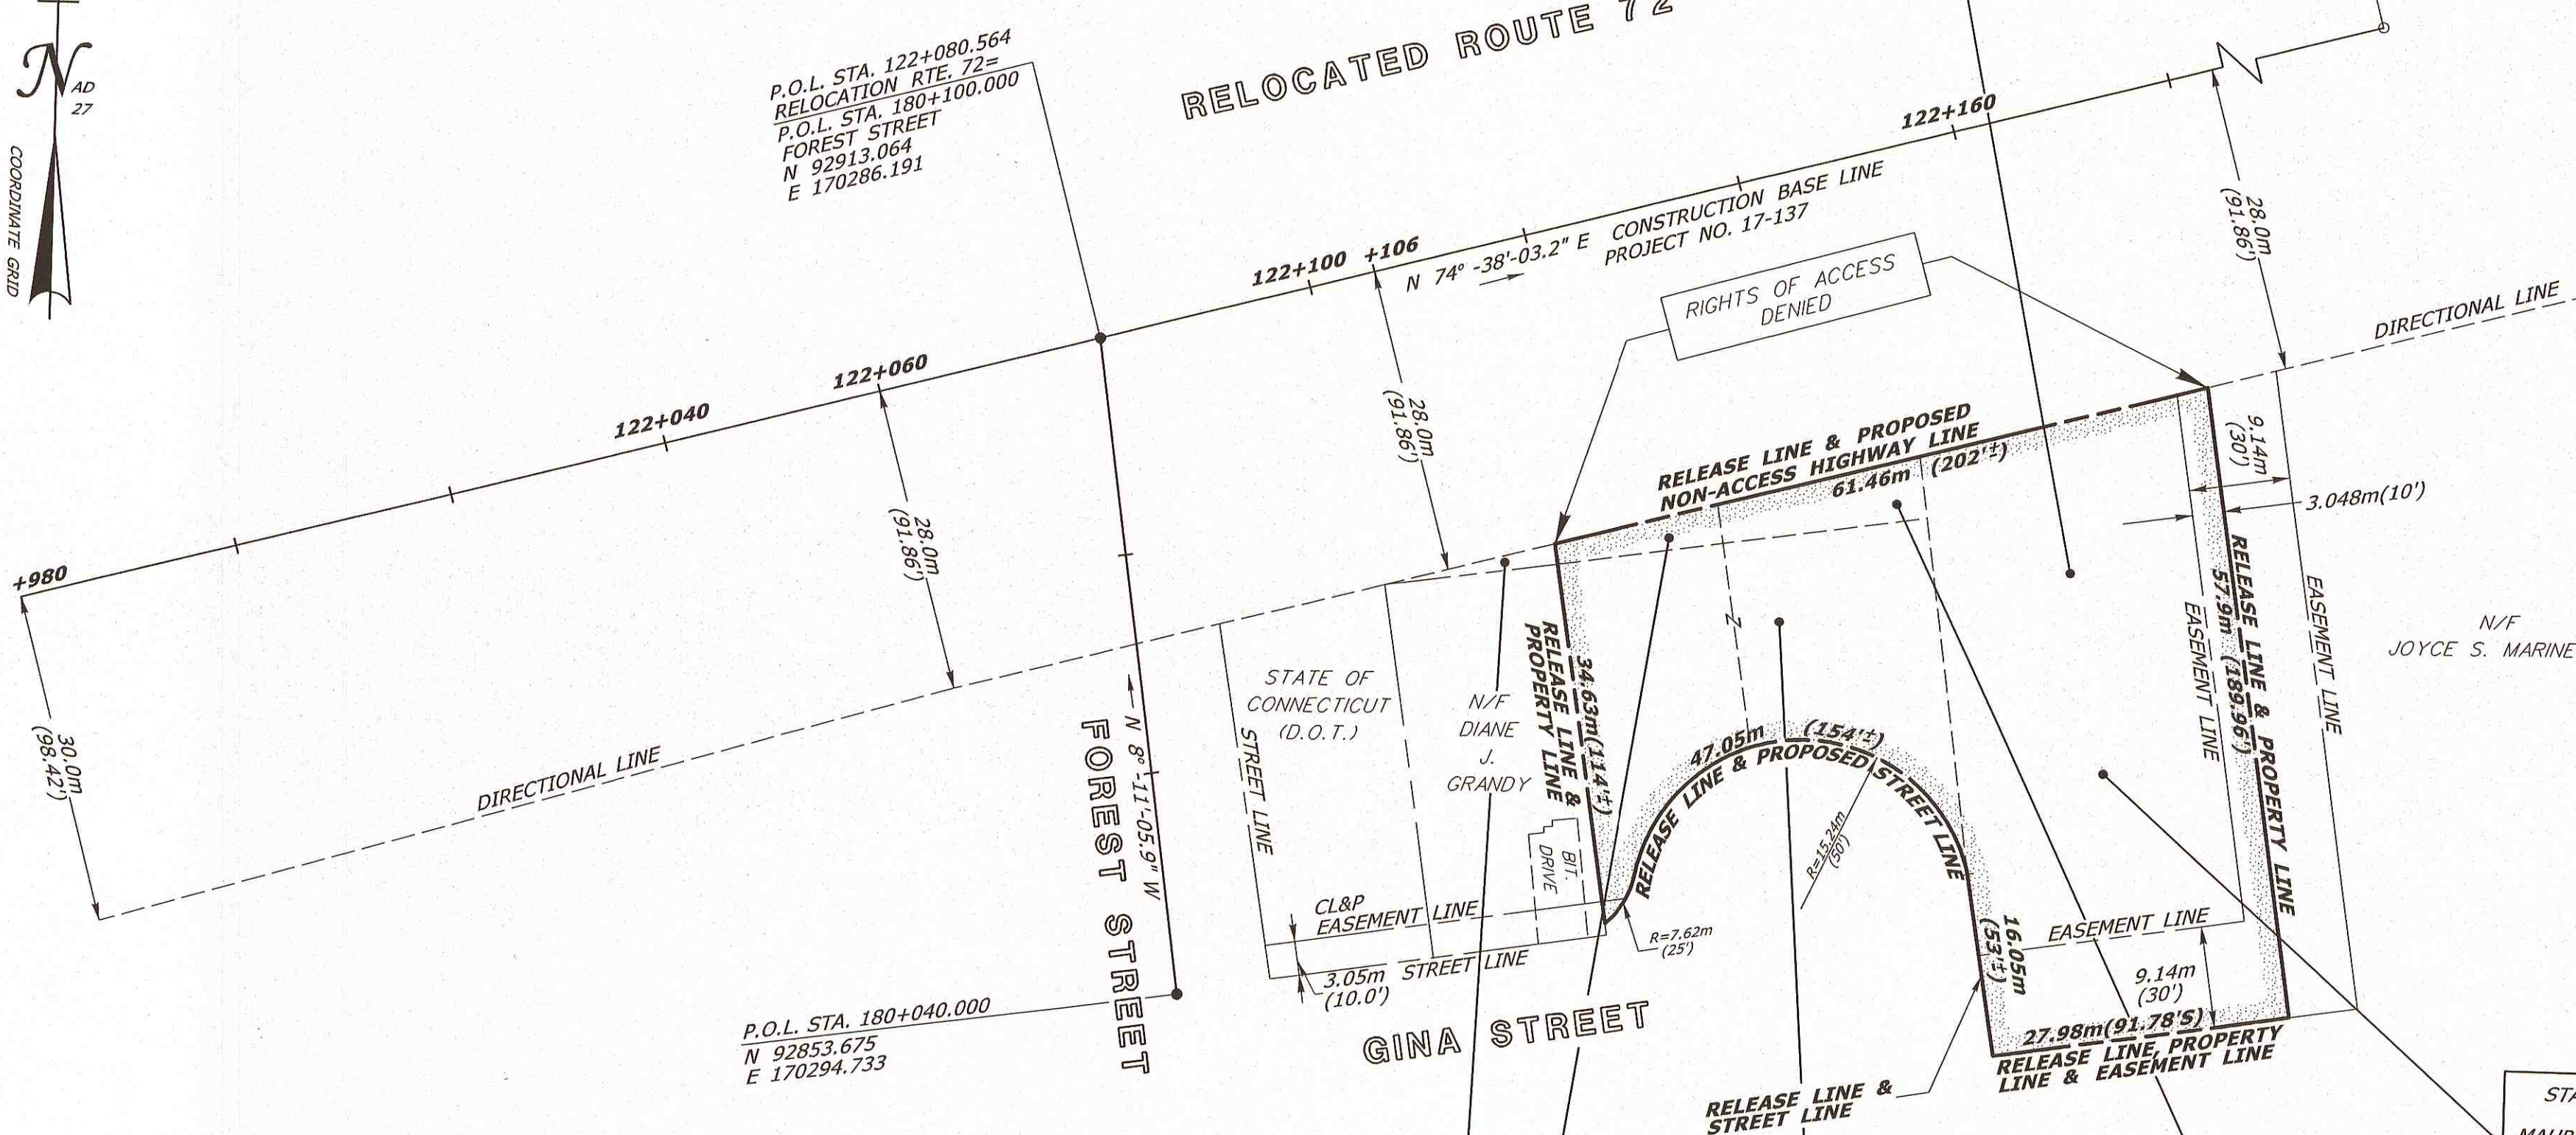 N
AD
27
COORDINATE GRID
RELOCATED ROUTE 72
P.O.L. STA. 122+080.564
RELOCATION RTE. 72=
P.O.L. STA. 180+100.000
FOREST STREET
N 92913.064
E 170286.191
+980
122+040
122+060
122+100 +106
122+160
N 74° -38'-03.2" E
CONSTRUCTION BASE LINE
PROJECT NO. 17-137
RIGHTS OF ACCESS
DENIED
30.0m
(98.42')
28.0m
(91.86')
28.0m
(91.86')
28.0m
(91.86')
DIRECTIONAL LINE
DIRECTIONAL LINE
RELEASE LINE & PROPOSED
NON-ACCESS HIGHWAY LINE
61.46m (202'±)
9.14m
(30')
3.048m(10')
RELEASE LINE & PROPERTY LINE
57.9m (189.96')
EASEMENT LINE
EASEMENT LINE
N/F
JOYCE S. MARINE
STATE OF
CONNECTICUT
(D.O.T.)
N/F
DIANE
J.
GRANDY
34.63m(114'±)
RELEASE LINE &
PROPERTY LINE
Z
47.05m (154'±)
RELEASE LINE & PROPOSED STREET LINE
R=15.24m
(50')
BIT.
DRIVE
STREET LINE
CL&P
EASEMENT LINE
3.05m
(10.0')
STREET LINE
R=7.62m
(25')
N 8°-11'-05.9" W
FOREST STREET
GINA STREET
P.O.L. STA. 180+040.000
N 92853.675
E 170294.733
16.05m
(53'±)
EASEMENT LINE
9.14m
(30')
27.98m(91.78'S)
RELEASE LINE, PROPERTY
LINE & EASEMENT LINE
RELEASE LINE &
STREET LINE